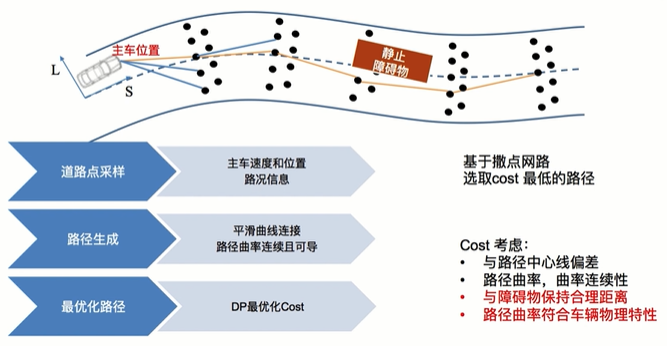 主车位置
L
S
静止
障碍物
道路点采样
主车速度和位置
路况信息
基于撒点网路
选取cost 最低的路径
路径生成
平滑曲线连接
路径曲率连续且可导
最优化路径
DP最优化Cost
Cost 考虑：
• 与路径中心线偏差
• 路径曲率，曲率连续性
• 与障碍物保持合理距离
• 路径曲率符合车辆物理特性